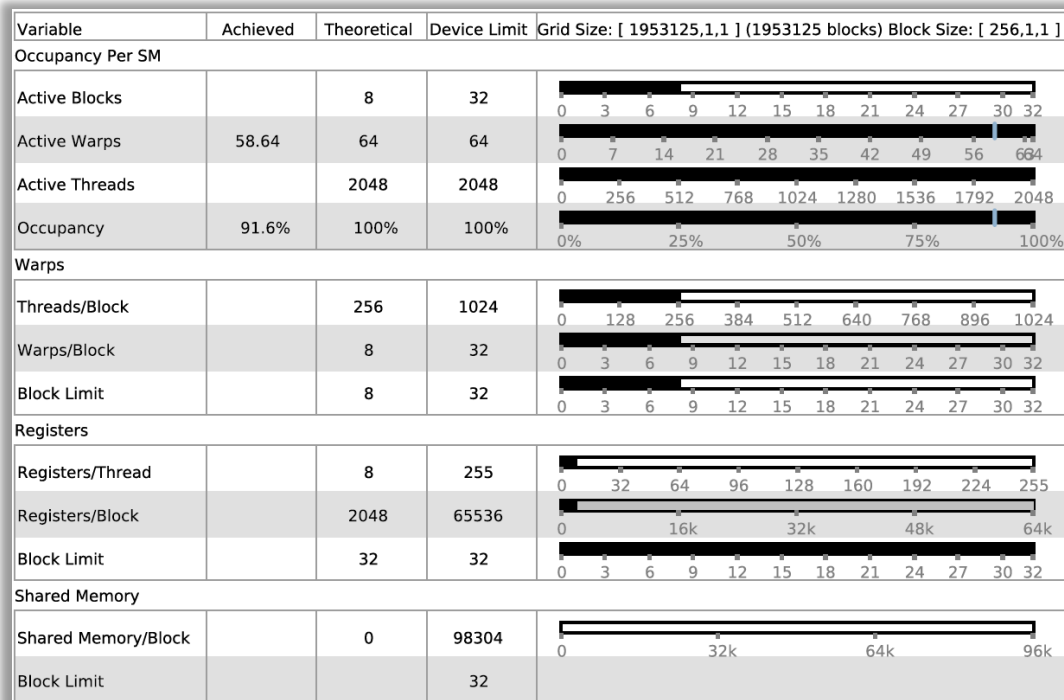 Variable Achieved Theoretical Device Limit Grid Size: [ 1953125,1,1 ] (1953125 blocks) Block Size: [ 256,1,1 ]
Occupancy Per SM
Active Blocks 8 32
0 3 6 9 12 15 18 21 24 27 30 32
Active Warps 58.64 64 64
0 7 14 21 28 35 42 49 56 63 64
Active Threads 2048 2048
0 256 512 768 1024 1280 1536 1792 2048
Occupancy 91.6% 100% 100%
0% 25% 50% 75% 100%
Warps
Threads/Block 256 1024
0 128 256 384 512 640 768 896 1024
Warps/Block 8 32
0 3 6 9 12 15 18 21 24 27 30 32
Block Limit 8 32
0 3 6 9 12 15 18 21 24 27 30 32
Registers
Registers/Thread 8 255
0 32 64 96 128 160 192 224 255
Registers/Block 2048 65536
0 16k 32k 48k 64k
Block Limit 32 32
0 3 6 9 12 15 18 21 24 27 30 32
Shared Memory
Shared Memory/Block 0 98304
0 32k 64k 96k
Block Limit 32